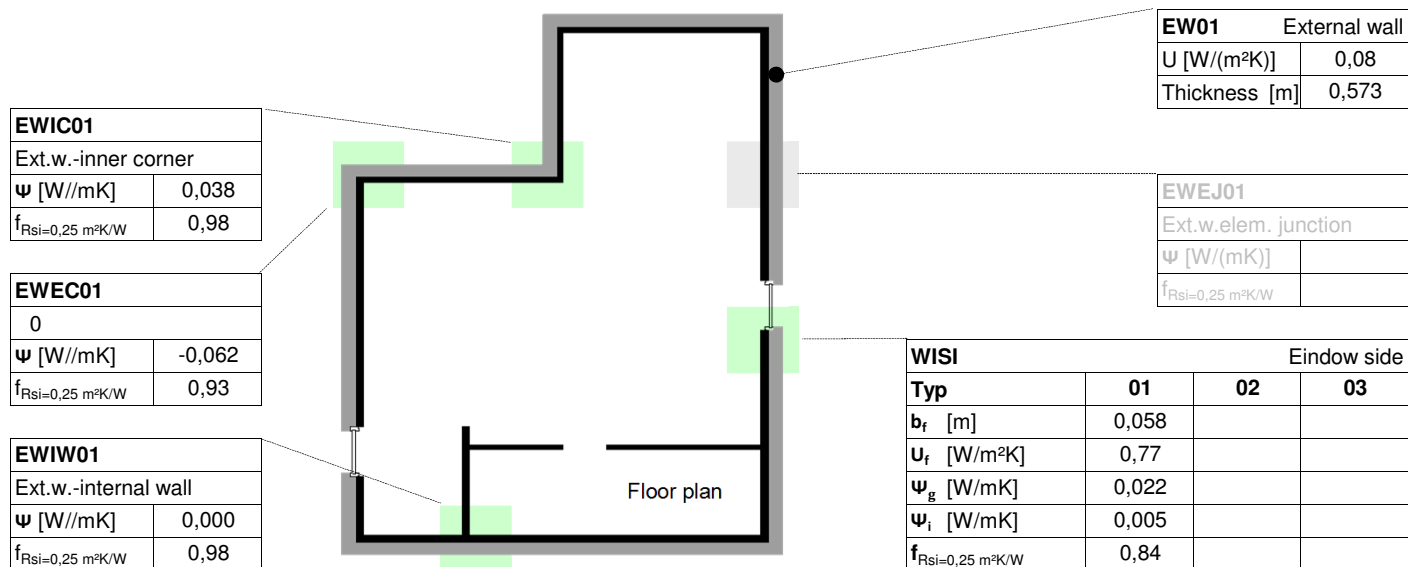 EW01 External wall
U [W/(m²K)] 0,08
Thickness [m] 0,573
EWIC01
Ext.w.-inner corner
Ψ [W//mK] 0,038
fRsi=0,25 m²K/W 0,98
EWEJ01
Ext.w.elem. junction
Ψ [W/(mK)]
fRsi=0,25 m²K/W
EWEC01
0
Ψ [W//mK] -0,062
fRsi=0,25 m²K/W 0,93
WISI Eindow side
Typ 01 02 03
bf [m] 0,058
Uf [W/m²K] 0,77
Ψg [W/mK] 0,022
Ψi [W/mK] 0,005
fRsi=0,25 m²K/W 0,84
EWIW01
Ext.w.-internal wall
Ψ [W//mK] 0,000
fRsi=0,25 m²K/W 0,98
Floor plan